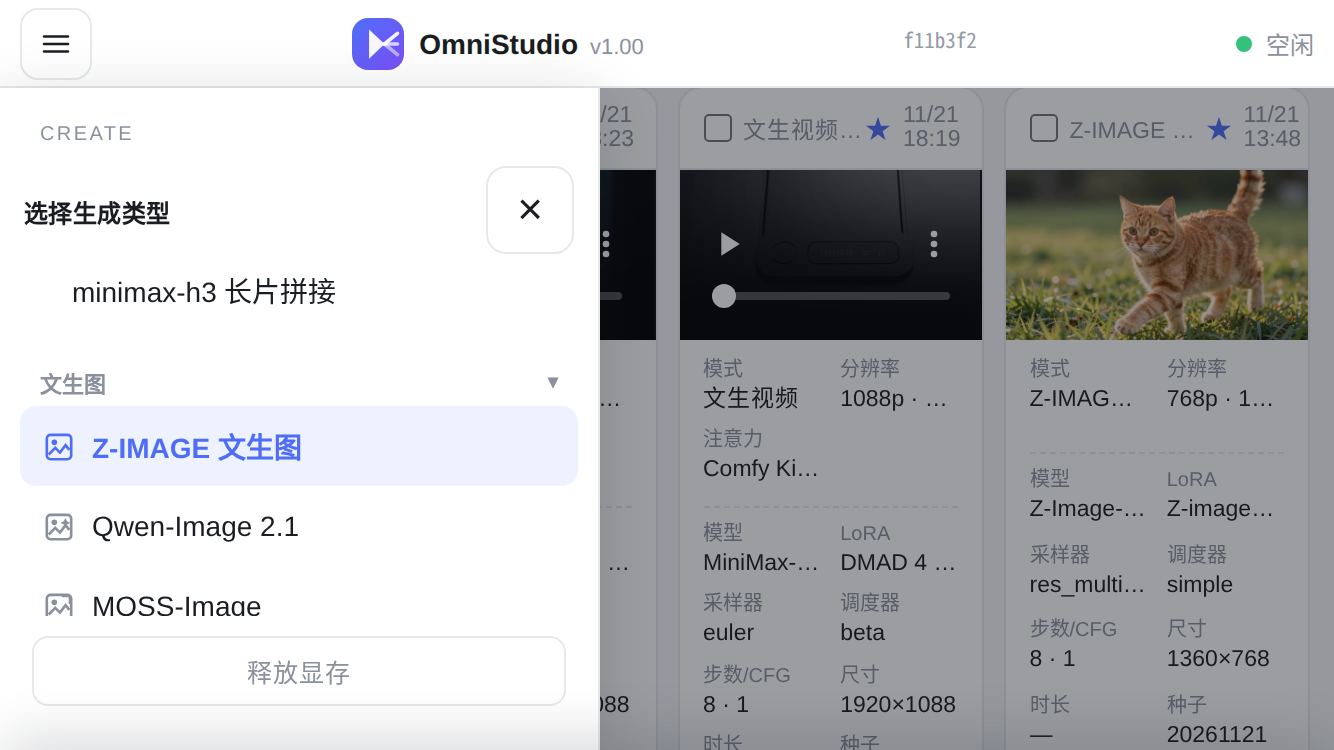 OmniStudio v1.00
f11b3f2
空闲
CREATE
选择生成类型
×
minimax-h3 长片拼接
文生图
Z-IMAGE 文生图
Qwen-Image 2.1
MOSS-Image
释放显存
/21
:23
…
…
088
文生视频… ★ 11/21
18:19
模式 分辨率
文生视频 1088p · …
注意力
Comfy Ki…
模型 LoRA
MiniMax-… DMAD 4 …
采样器 调度器
euler beta
步数/CFG 尺寸
8 · 1 1920×1088
时长 种子
Z-IMAGE … ★ 11/21
13:48
模式 分辨率
Z-IMAG… 768p · 1…
模型 LoRA
Z-Image-… Z-image…
采样器 调度器
res_multi… simple
步数/CFG 尺寸
8 · 1 1360×768
时长 种子
— 20261121